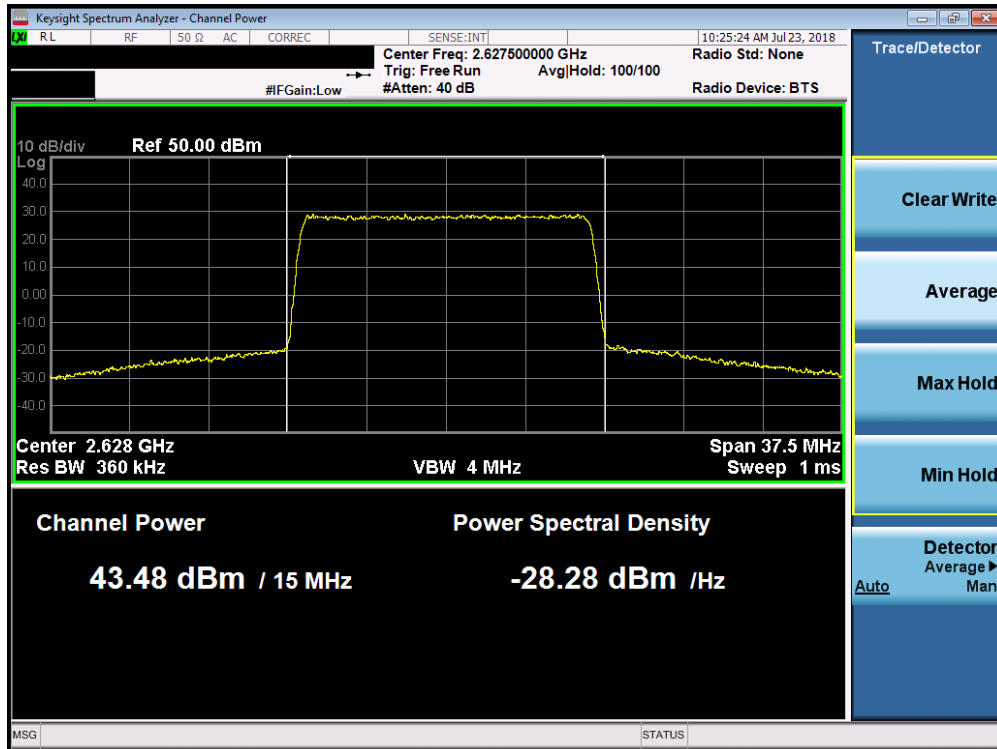 Keysight Spectrum Analyzer - Channel Power
LXI RL RF 50 Ω AC CORREC SENSE:INT 10:25:24 AM Jul 23, 2018
Center Freq: 2.627500000 GHz Radio Std: None
Trig: Free Run Avg|Hold: 100/100
#IFGain:Low #Atten: 40 dB Radio Device: BTS
10 dB/div Ref 50.00 dBm
Log
40.0
30.0
20.0
10.0
0.00
-10.0
-20.0
-30.0
-40.0
Center 2.628 GHz Span 37.5 MHz
Res BW 360 kHz VBW 4 MHz Sweep 1 ms
Channel Power Power Spectral Density
43.48 dBm / 15 MHz -28.28 dBm /Hz
MSG STATUS
Trace/Detector
Clear Write
Average
Max Hold
Min Hold
Detector
Average
Auto Man